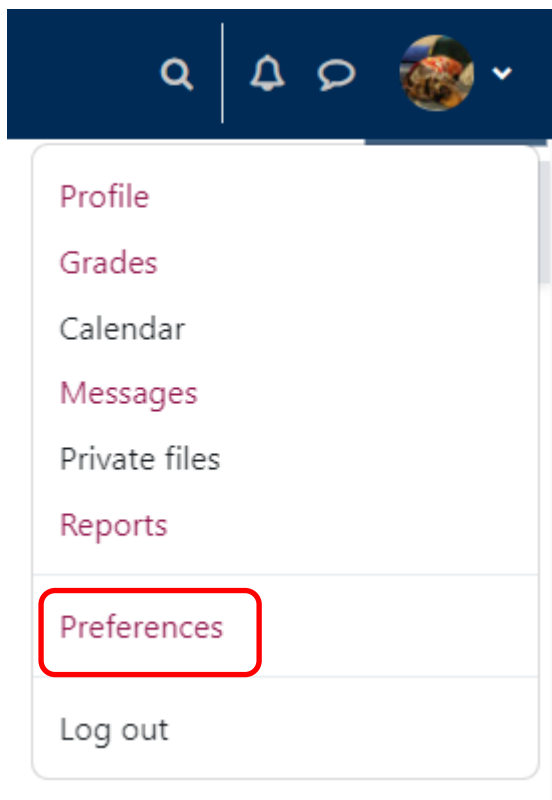 Profile
Grades
Calendar
Messages
Private files
Reports
Preferences
Log out